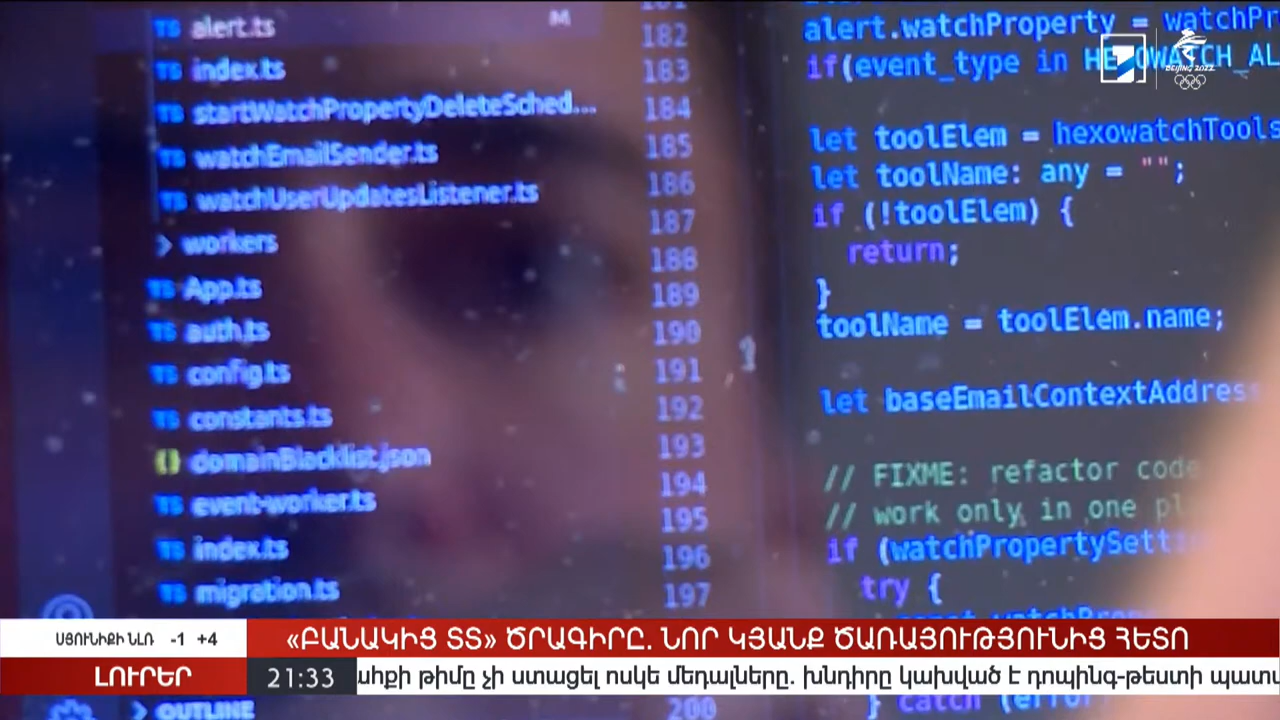 alert.ts
M
index.ts
startWatchPropertyDeleteSched...
watchEmailSender.ts
watchUserUpdatesListener.ts
workers
App.ts
auth.ts
config.ts
constants.ts
{} domainBlacklist.json
event-worker.ts
index.ts
migration.ts
OUTLINE
182
183
184
185
186
187
188
189
190
191
192
193
194
195
196
197
200
alert.watchProperty = watchPr
if(event_type in HEXOWATCH_AL
let toolElem = hexowatchTools
let toolName: any = "";
if (!toolElem) {
return;
}
toolName = toolElem.name;
let baseEmailContextAddress
// FIXME: refactor code
// work only in one pl
if (watchPropertySetti
try {
} catch (error
BEIJING 2022
ՍՅՈՒՆԻՔԻ ՆԼՌ -1 +4
«ԲԱՆԱԿԻՑ ՏՏ» ԾՐԱԳԻՐԸ. ՆՈՐ ԿՅԱՆՔ ԾԱՌԱՅՈՒԹՅՈՒՆԻՑ ՀԵՏՈ
ԼՈՒՐԵՐ
21:33
ահքի թիմը չի ստացել ոսկե մեդալները. խնդիրը կախված է դոպինգ-թեստի պատ